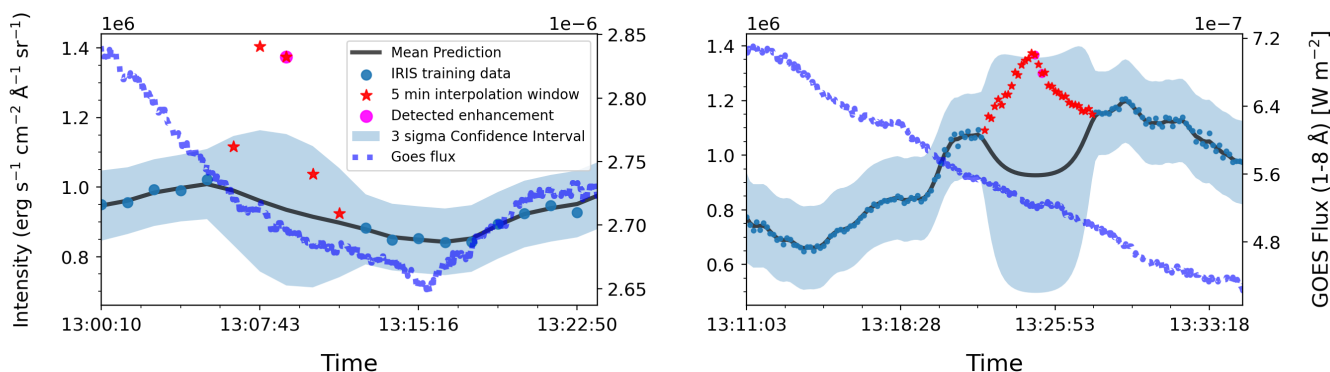 1e6
1e−6
1e6
1e−7
Intensity (erg s⁻¹ cm⁻² Å⁻¹ sr⁻¹)
1.4
1.2
1.0
0.8
2.85
2.80
2.75
2.70
2.65
Mean Prediction
IRIS training data
5 min interpolation window
Detected enhancement
3 sigma Confidence Interval
Goes flux
13:00:10
13:07:43
13:15:16
13:22:50
Time
1.4
1.2
1.0
0.8
0.6
7.2
6.4
5.6
4.8
GOES Flux (1-8 Å) [W m⁻²]
13:11:03
13:18:28
13:25:53
13:33:18
Time